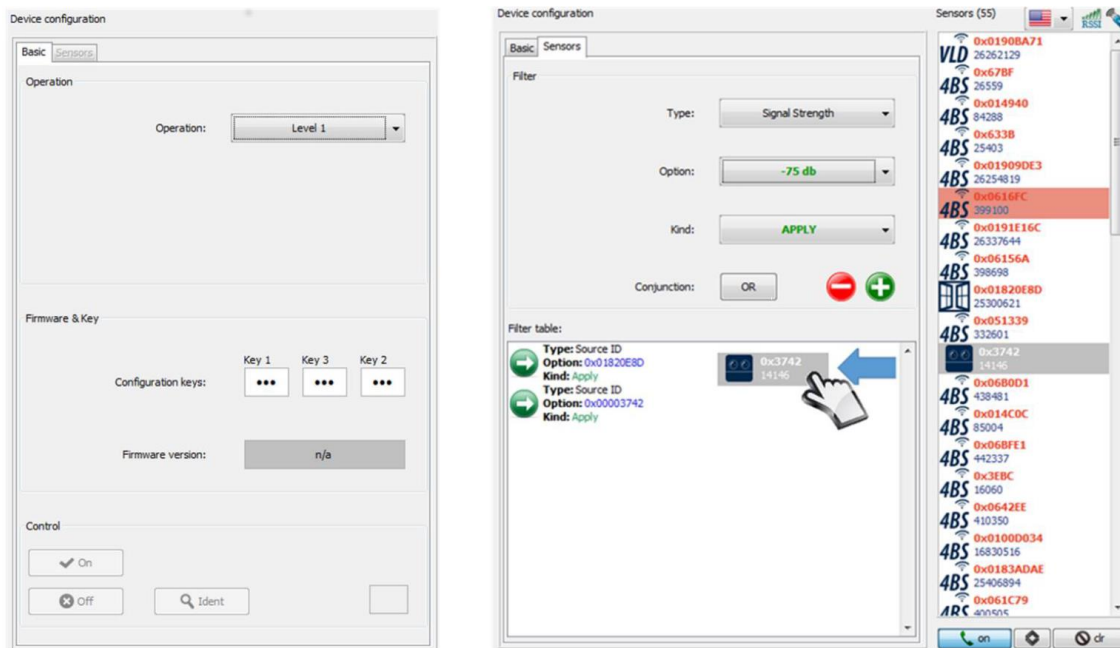 Device configuration
Basic Sensors
Operation
Operation: Level 1
Firmware & Key
Key 1 Key 3 Key 2
Configuration keys: ••• ••• •••
Firmware version: n/a
Control
On
Off Ident
Device configuration
Basic Sensors
Filter
Type: Signal Strength
Option: -75 db
Kind: APPLY
Conjunction: OR
Filter table:
Type: Source ID
Option: 0x01820E8D
Kind: Apply
Type: Source ID
Option: 0x00003742
Kind: Apply
0x3742
14146
Sensors (55) RSSI
0x0190BA71
VLD 26262129
0x67BF
4BS 26559
0x014940
4BS 84288
0x633B
4BS 25403
0x01909DE3
4BS 26254819
0x0616FC
4BS 399100
0x0191E16C
4BS 26337644
0x06156A
4BS 398698
0x01820E8D
25300621
0x051339
4BS 332601
0x3742
14146
0x06B0D1
4BS 438481
0x014C0C
4BS 85004
0x06BFE1
4BS 442337
0x3EBC
4BS 16060
0x0642EE
4BS 410350
0x0100D034
4BS 16830516
0x0183ADAE
4BS 25406894
0x061C79
400505
on dr